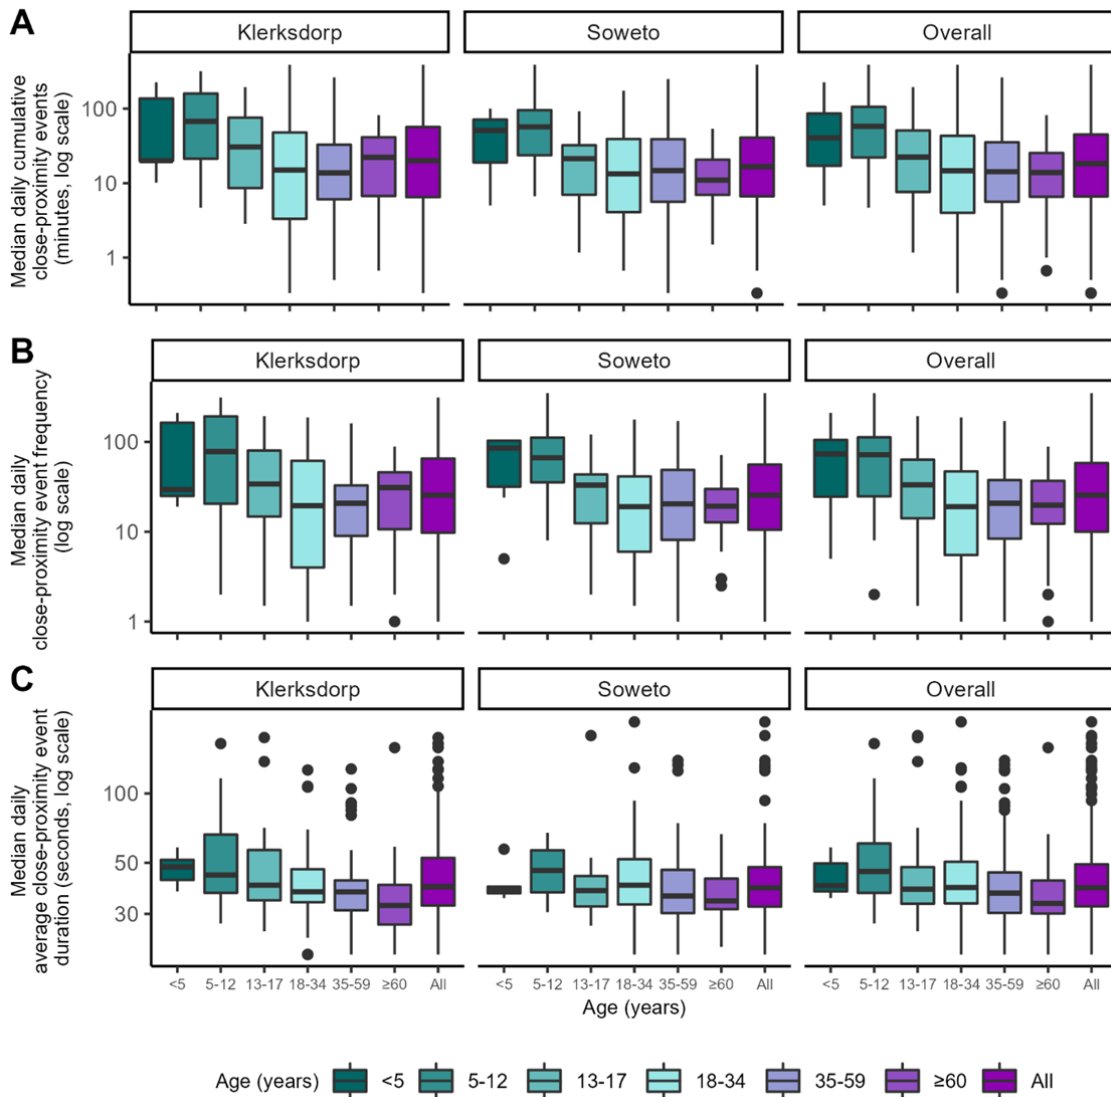 A
Klerksdorp
Soweto
Overall
Median daily cumulative
close-proximity events
(minutes, log scale)
100
10
1
B
Klerksdorp
Soweto
Overall
Median daily
close-proximity event frequency
(log scale)
100
10
1
C
Klerksdorp
Soweto
Overall
Median daily
average close-proximity event
duration (seconds, log scale)
100
50
30
<5 5-12 13-17 18-34 35-59 ≥60 All
<5 5-12 13-17 18-34 35-59 ≥60 All
<5 5-12 13-17 18-34 35-59 ≥60 All
Age (years)
Age (years) <5 5-12 13-17 18-34 35-59 ≥60 All